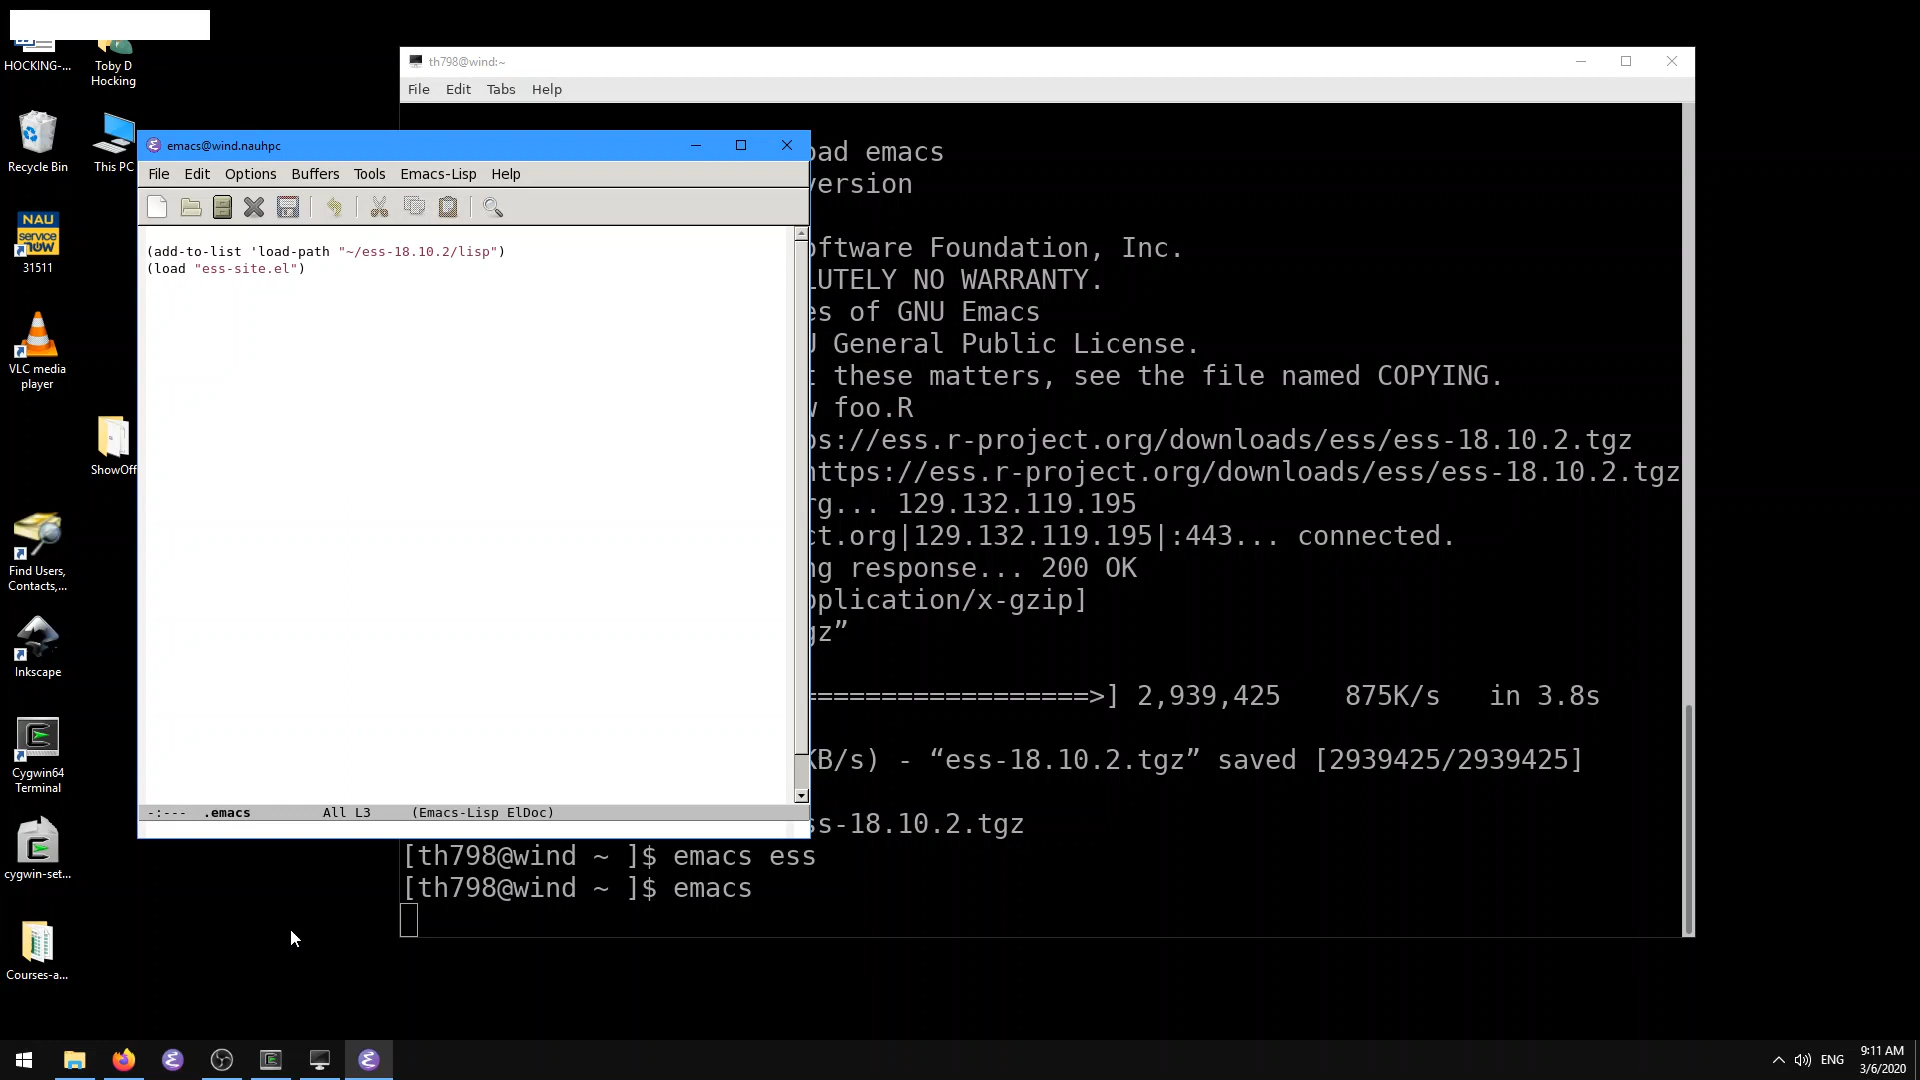 HOCKING-...
Toby D
Hocking
Recycle Bin
This PC
NAU
service
now
31511
VLC media
player
ShowOff
Find Users,
Contacts,...
Inkscape
Cygwin64
Terminal
cygwin-set...
Courses-a...
th798@wind:~
File Edit Tabs Help
emacs@wind.nauhpc
File Edit Options Buffers Tools Emacs-Lisp Help
(add-to-list 'load-path "~/ess-18.10.2/lisp")
(load "ess-site.el")
-:--- .emacs All L3 (Emacs-Lisp ElDoc)
oad emacs
version
oftware Foundation, Inc.
LUTELY NO WARRANTY.
es of GNU Emacs
U General Public License.
t these matters, see the file named COPYING.
w foo.R
ps://ess.r-project.org/downloads/ess/ess-18.10.2.tgz
https://ess.r-project.org/downloads/ess/ess-18.10.2.tgz
rg... 129.132.119.195
ct.org|129.132.119.195|:443... connected.
ng response... 200 OK
pplication/x-gzip]
gz”
=================>] 2,939,425 875K/s in 3.8s
KB/s) - “ess-18.10.2.tgz” saved [2939425/2939425]
ss-18.10.2.tgz
[th798@wind ~ ]$ emacs ess
[th798@wind ~ ]$ emacs
ENG
9:11 AM
3/6/2020